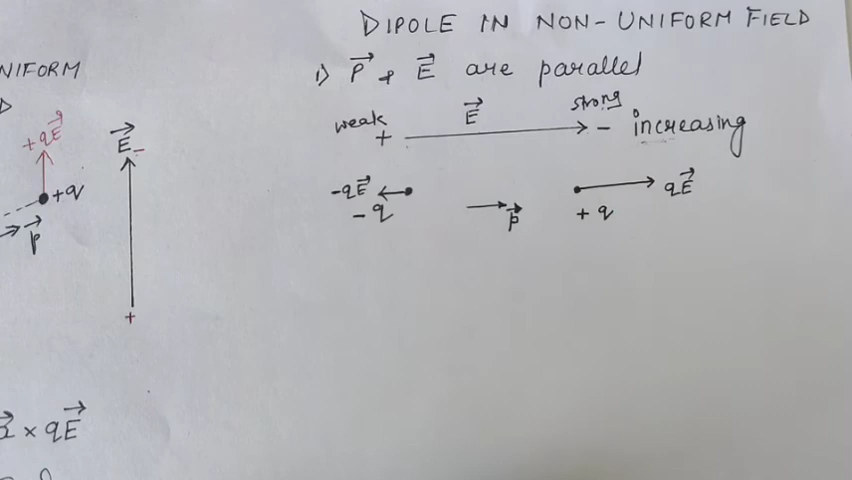 DIPOLE IN NON-UNIFORM FIELD
NIFORM
1) P⃗ & E⃗ are parallel
weak E⃗ strong
+ - increasing
+qE⃗
E⃗ -
+q
p⃗
-qE⃗ qE⃗
-q p⃗ +q
+
× qE⃗